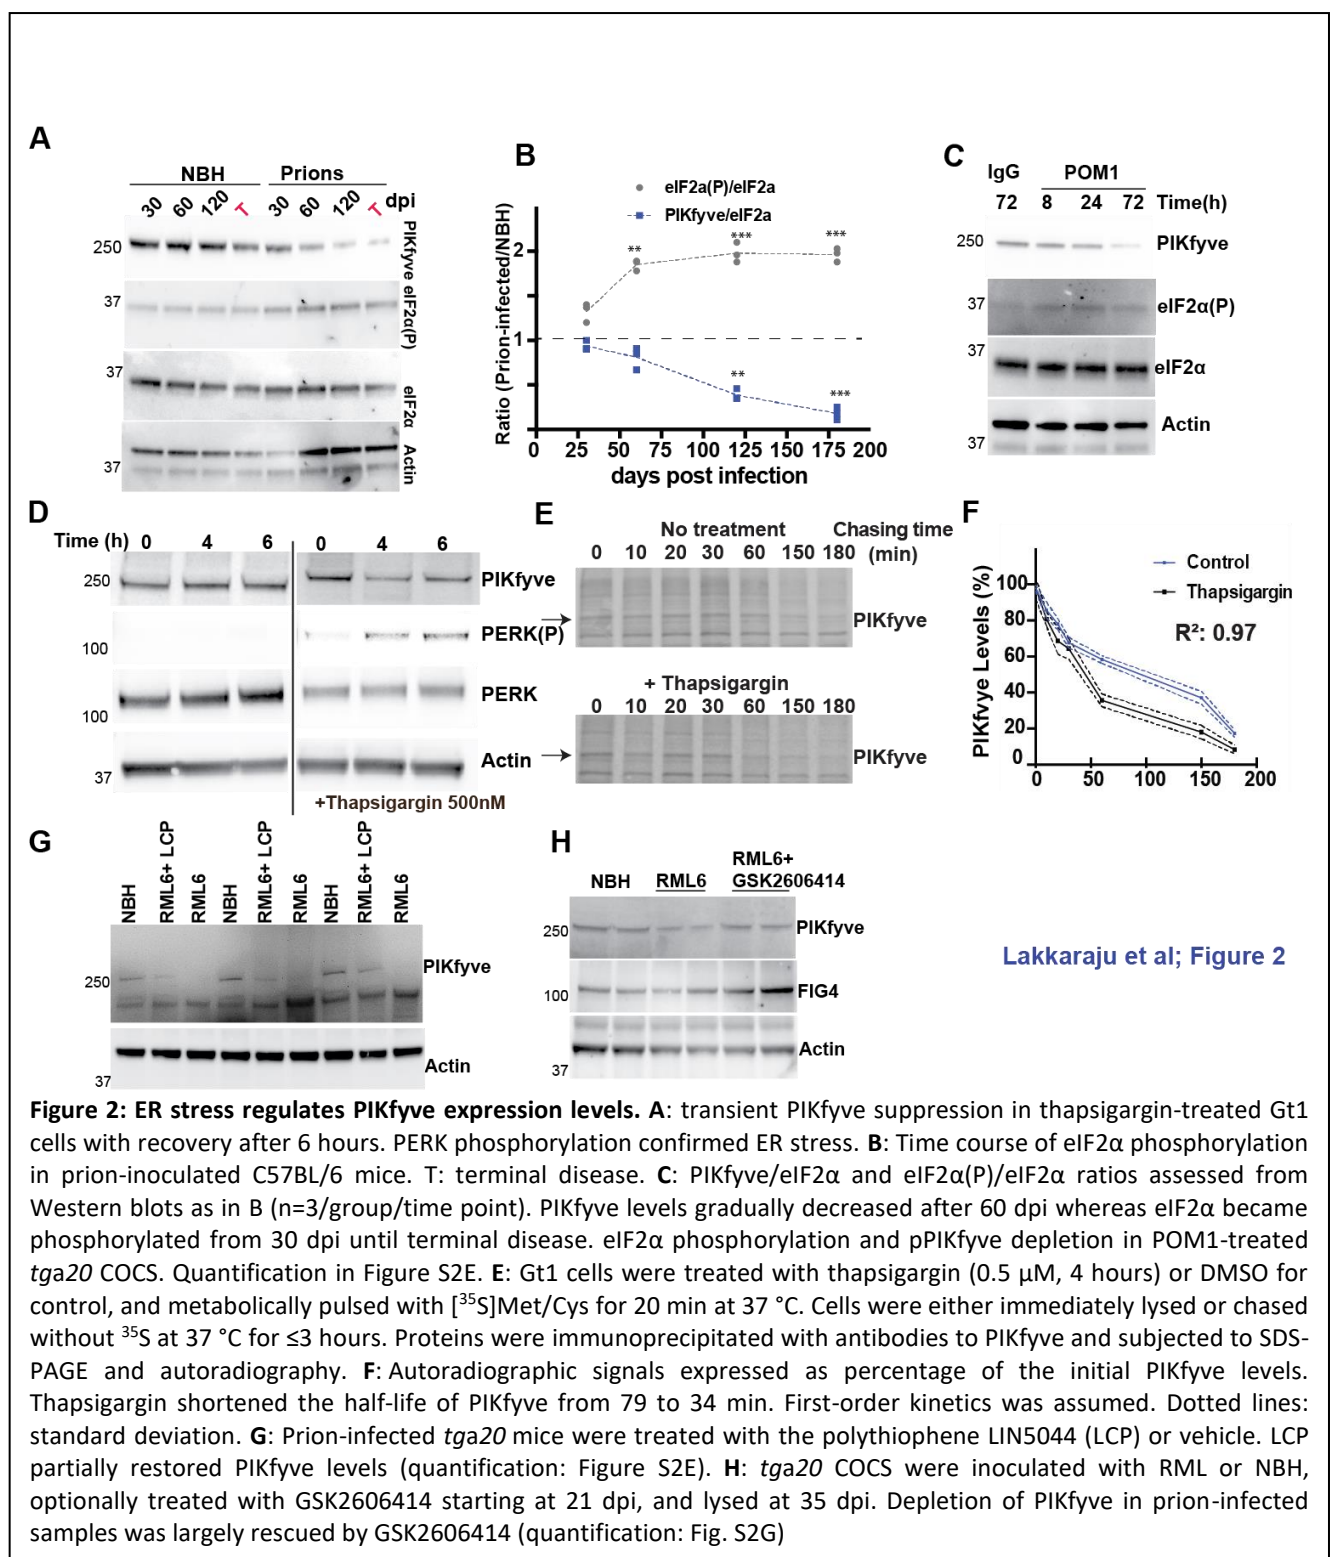 A
NBH Prions
30 60 120 T 30 60 120 T dpi
250
PIKfyve
37
eIF2α(P)
37
eIF2α
37
Actin
B
eIF2a(P)/eIF2a
PIKfyve/eIF2a
Ratio (Prion-infected/NBH)
2
1
0
** *** ***
** ***
0 25 50 75 100 125 150 175 200
days post infection
C
IgG POM1
72 8 24 72 Time(h)
250 PIKfyve
37 eIF2α(P)
37 eIF2α
Actin
37
D
Time (h) 0 4 6 0 4 6
250 PIKfyve
PERK(P)
100
PERK
100
Actin
37
+Thapsigargin 500nM
E
No treatment Chasing time
0 10 20 30 60 150 180 (min)
PIKfyve
+ Thapsigargin
0 10 20 30 60 150 180
PIKfyve
F
Control
Thapsigargin
R²: 0.97
PIKfvye Levels (%)
100
80
60
40
20
0
0 50 100 150 200
G
NBH RML6+ LCP RML6 NBH RML6+ LCP RML6 NBH RML6+ LCP RML6
PIKfyve
250
Actin
37
H
RML6+
NBH RML6 GSK2606414
250 PIKfyve
100 FIG4
Actin
37
Lakkaraju et al; Figure 2
Figure 2: ER stress regulates PIKfyve expression levels. A: transient PIKfyve suppression in thapsigargin-treated Gt1
cells with recovery after 6 hours. PERK phosphorylation confirmed ER stress. B: Time course of eIF2α phosphorylation
in prion-inoculated C57BL/6 mice. T: terminal disease. C: PIKfyve/eIF2α and eIF2α(P)/eIF2α ratios assessed from
Western blots as in B (n=3/group/time point). PIKfyve levels gradually decreased after 60 dpi whereas eIF2α became
phosphorylated from 30 dpi until terminal disease. eIF2α phosphorylation and pPIKfyve depletion in POM1-treated
tga20 COCS. Quantification in Figure S2E. E: Gt1 cells were treated with thapsigargin (0.5 µM, 4 hours) or DMSO for
control, and metabolically pulsed with [³⁵S]Met/Cys for 20 min at 37 °C. Cells were either immediately lysed or chased
without ³⁵S at 37 °C for ≤3 hours. Proteins were immunoprecipitated with antibodies to PIKfyve and subjected to SDS-
PAGE and autoradiography. F: Autoradiographic signals expressed as percentage of the initial PIKfyve levels.
Thapsigargin shortened the half-life of PIKfyve from 79 to 34 min. First-order kinetics was assumed. Dotted lines:
standard deviation. G: Prion-infected tga20 mice were treated with the polythiophene LIN5044 (LCP) or vehicle. LCP
partially restored PIKfyve levels (quantification: Figure S2E). H: tga20 COCS were inoculated with RML or NBH,
optionally treated with GSK2606414 starting at 21 dpi, and lysed at 35 dpi. Depletion of PIKfyve in prion-infected
samples was largely rescued by GSK2606414 (quantification: Fig. S2G)